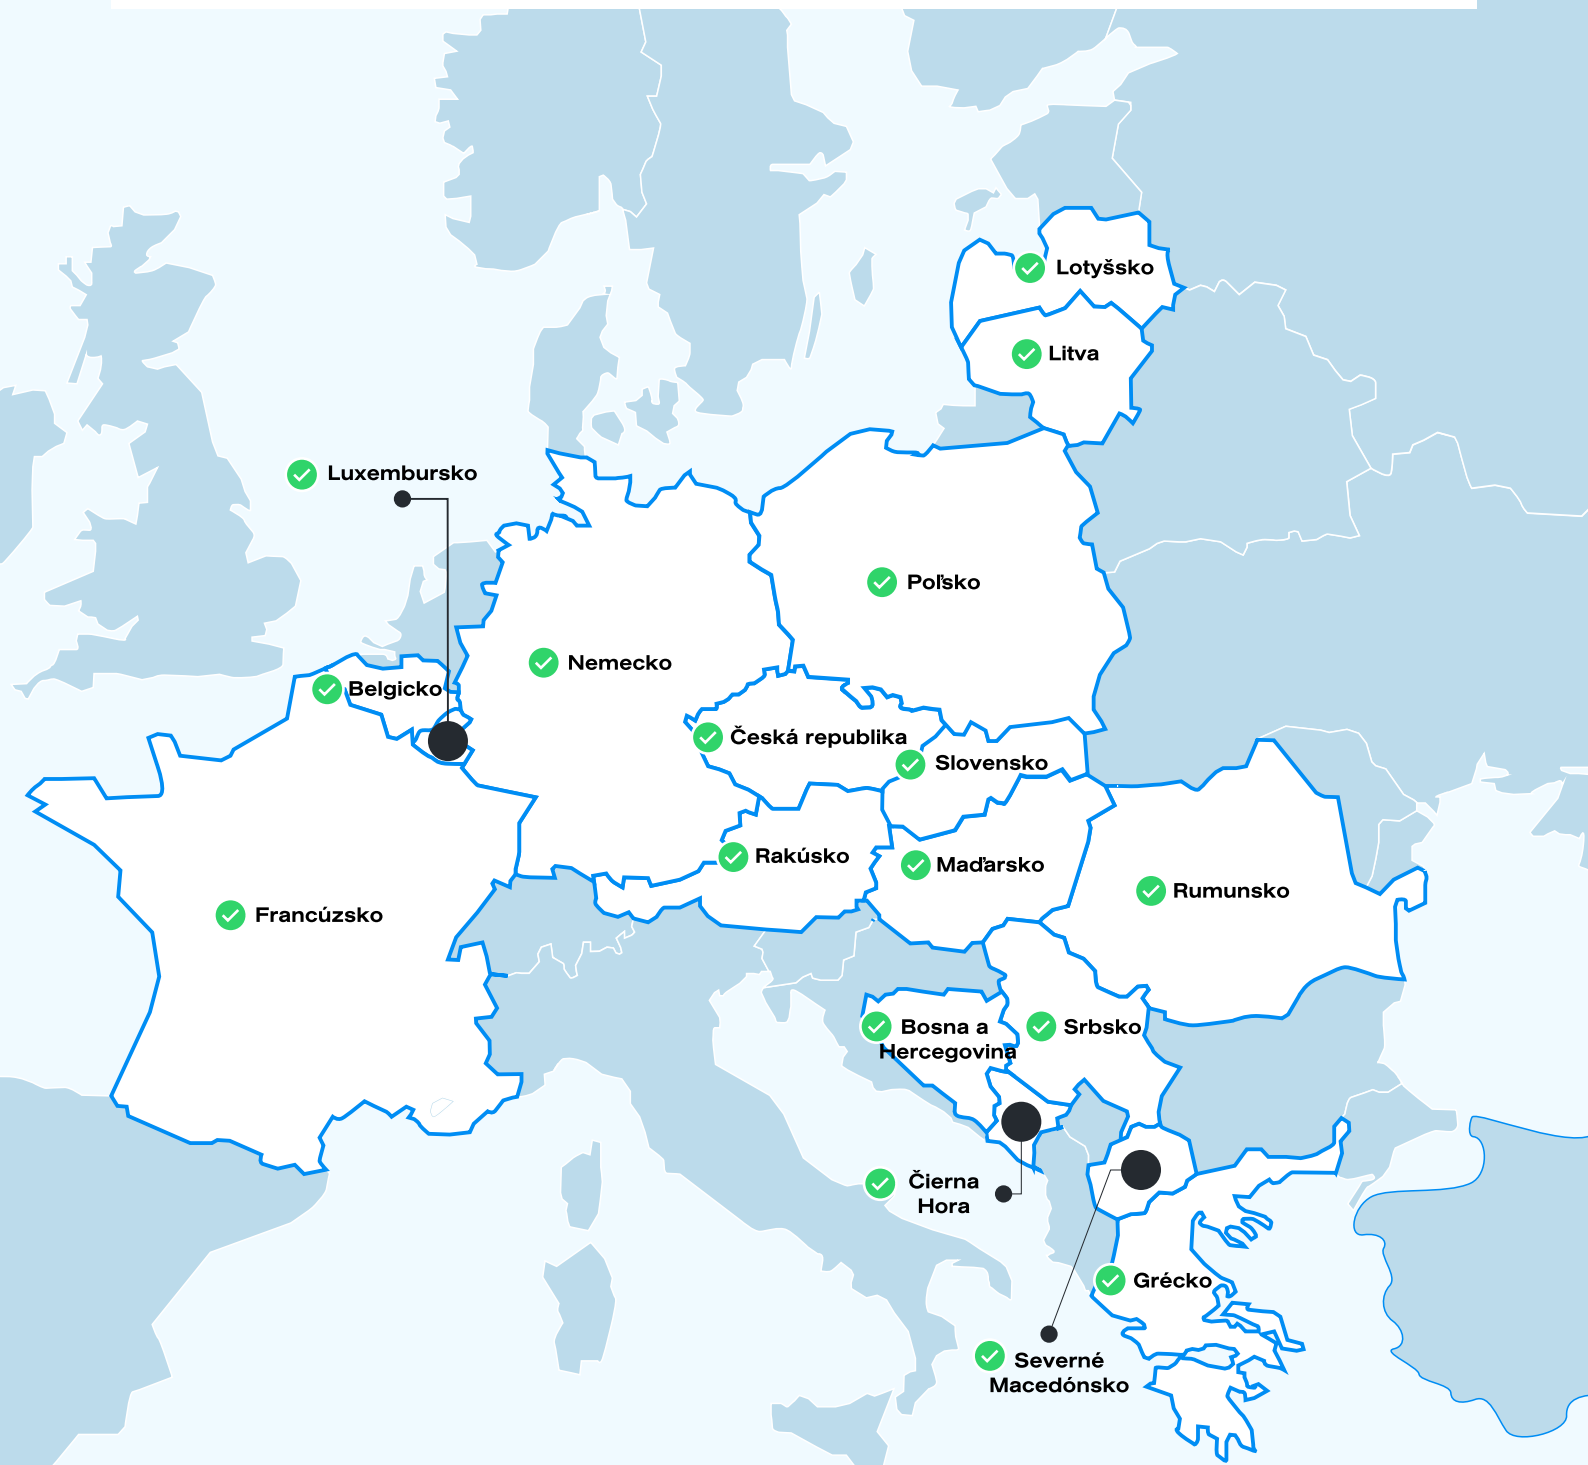 Lotyšsko
Litva
Luxembursko
Poľsko
Nemecko
Belgicko
Česká republika
Slovensko
Rakúsko
Maďarsko
Rumunsko
Francúzsko
Bosna a
Hercegovina
Srbsko
Čierna
Hora
Grécko
Severné
Macedónsko